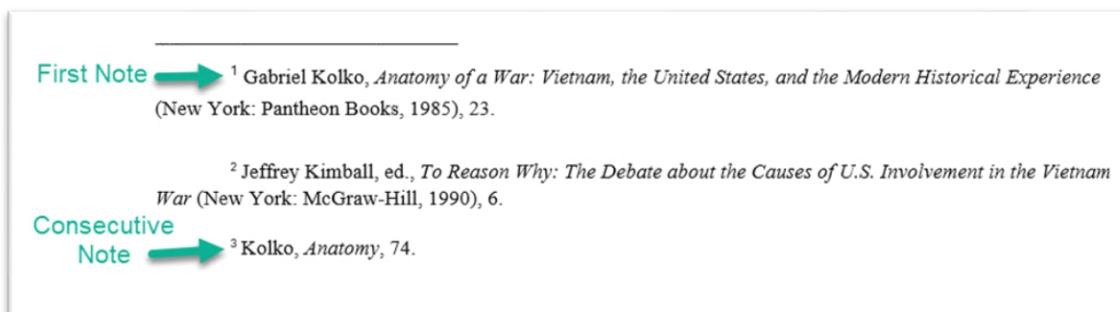 First Note
1 Gabriel Kolko, Anatomy of a War: Vietnam, the United States, and the Modern Historical Experience
(New York: Pantheon Books, 1985), 23.
2 Jeffrey Kimball, ed., To Reason Why: The Debate about the Causes of U.S. Involvement in the Vietnam
War (New York: McGraw-Hill, 1990), 6.
Consecutive
Note
3 Kolko, Anatomy, 74.